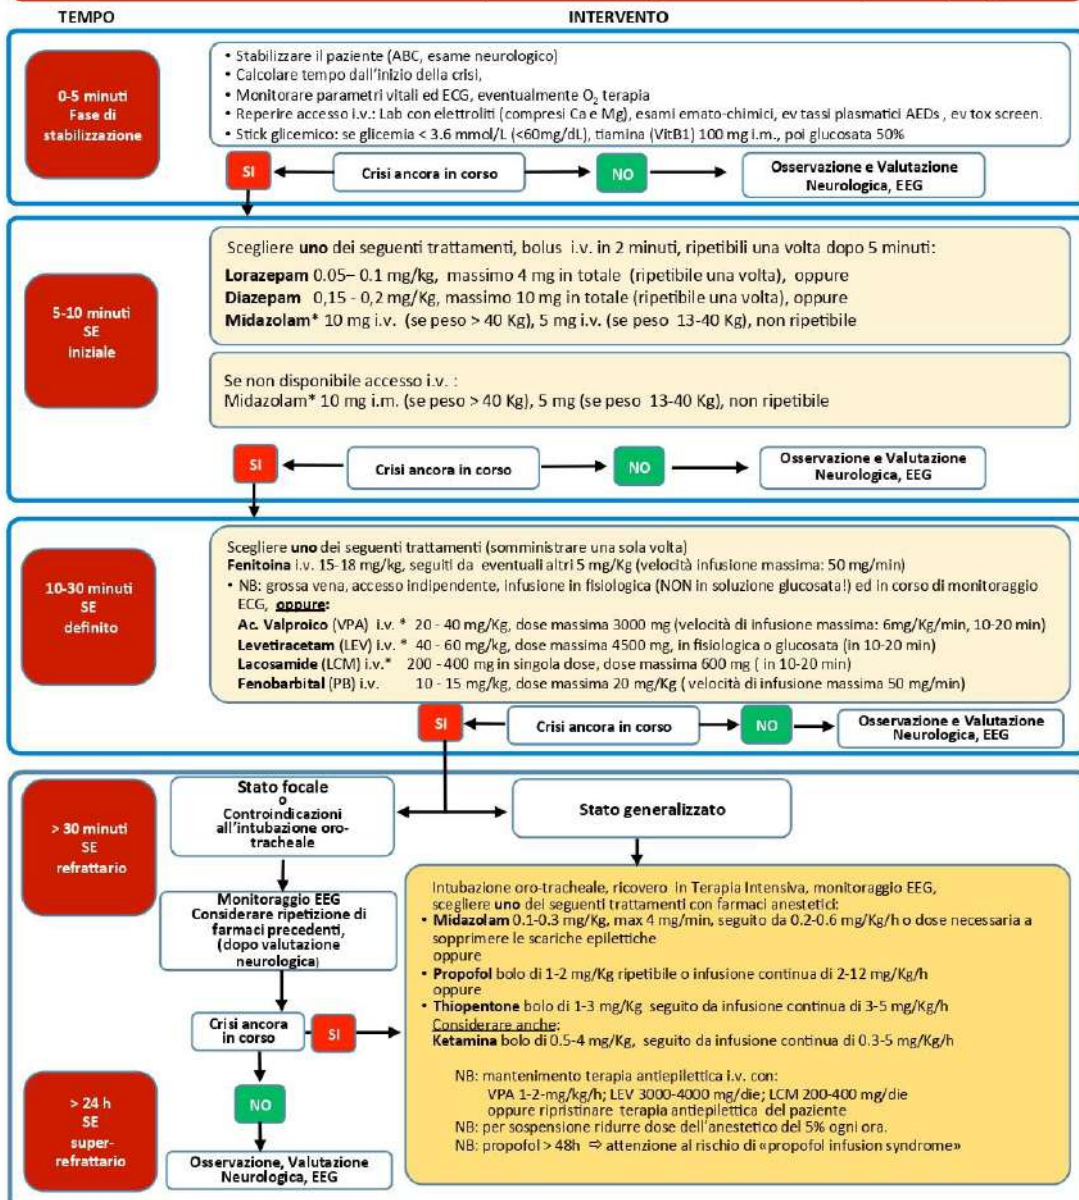 TEMPO
INTERVENTO
0-5 minuti
Fase di
stabilizzazione
• Stabilizzare il paziente (ABC, esame neurologico)
• Calcolare tempo dall'inizio della crisi,
• Monitorare parametri vitali ed ECG, eventualmente O2 terapia
• Reperire accesso i.v.: Lab con elettroliti (compresi Ca e Mg), esami emato-chimici, ev tassi plasmatici AEDs , ev tox screen.
• Stick glicemico: se glicemia < 3.6 mmol/L (<60mg/dL), tiamina (VitB1) 100 mg i.m., poi glucosata 50%
SI
Crisi ancora in corso
NO
Osservazione e Valutazione
Neurologica, EEG
5-10 minuti
SE
iniziale
Scegliere uno dei seguenti trattamenti, bolus i.v. in 2 minuti, ripetibili una volta dopo 5 minuti:
Lorazepam 0.05– 0.1 mg/kg, massimo 4 mg in totale (ripetibile una volta), oppure
Diazepam 0,15 - 0,2 mg/Kg, massimo 10 mg in totale (ripetibile una volta), oppure
Midazolam* 10 mg i.v. (se peso > 40 Kg), 5 mg i.v. (se peso 13-40 Kg), non ripetibile
Se non disponibile accesso i.v. :
Midazolam* 10 mg i.m. (se peso > 40 Kg), 5 mg (se peso 13-40 Kg), non ripetibile
SI
Crisi ancora in corso
NO
Osservazione e Valutazione
Neurologica, EEG
10-30 minuti
SE
definito
Scegliere uno dei seguenti trattamenti (somministrare una sola volta)
Fenitoina i.v. 15-18 mg/kg, seguiti da eventuali altri 5 mg/Kg (velocità infusione massima: 50 mg/min)
• NB: grossa vena, accesso indipendente, infusione in fisiologica (NON in soluzione glucosata!) ed in corso di monitoraggio
ECG, oppure:
Ac. Valproico (VPA) i.v. * 20 - 40 mg/Kg, dose massima 3000 mg (velocità di infusione massima: 6mg/Kg/min, 10-20 min)
Levetiracetam (LEV) i.v. * 40 - 60 mg/kg, dose massima 4500 mg, in fisiologica o glucosata (in 10-20 min)
Lacosamide (LCM) i.v.* 200 - 400 mg in singola dose, dose massima 600 mg ( in 10-20 min)
Fenobarbital (PB) i.v. 10 - 15 mg/kg, dose massima 20 mg/Kg ( velocità di infusione massima 50 mg/min)
SI
Crisi ancora in corso
NO
Osservazione e Valutazione
Neurologica, EEG
> 30 minuti
SE
refrattario
Stato focale
o
Controindicazioni
all'intubazione oro-
tracheale
Stato generalizzato
Monitoraggio EEG
Considerare ripetizione di
farmaci precedenti,
(dopo valutazione
neurologica)
Crisi ancora
in corso
SI
NO
Osservazione, Valutazione
Neurologica, EEG
Intubazione oro-tracheale, ricovero in Terapia Intensiva, monitoraggio EEG,
scegliere uno dei seguenti trattamenti con farmaci anestetici:
• Midazolam 0.1-0.3 mg/Kg, max 4 mg/min, seguito da 0.2-0.6 mg/Kg/h o dose necessaria a
sopprimere le scariche epilettiche
oppure
• Propofol bolo di 1-2 mg/Kg ripetibile o infusione continua di 2-12 mg/Kg/h
oppure
• Thiopentone bolo di 1-3 mg/Kg seguito da infusione continua di 3-5 mg/Kg/h
Considerare anche:
Ketamina bolo di 0.5-4 mg/Kg, seguito da infusione continua di 0.3-5 mg/Kg/h
NB: mantenimento terapia antiepilettica i.v. con:
VPA 1-2-mg/kg/h; LEV 3000-4000 mg/die; LCM 200-400 mg/die
oppure ripristinare terapia antiepilettica del paziente
NB: per sospensione ridurre dose dell'anestetico del 5% ogni ora.
NB: propofol > 48h ⇨ attenzione al rischio di «propofol infusion syndrome»
> 24 h
SE
super-
refrattario